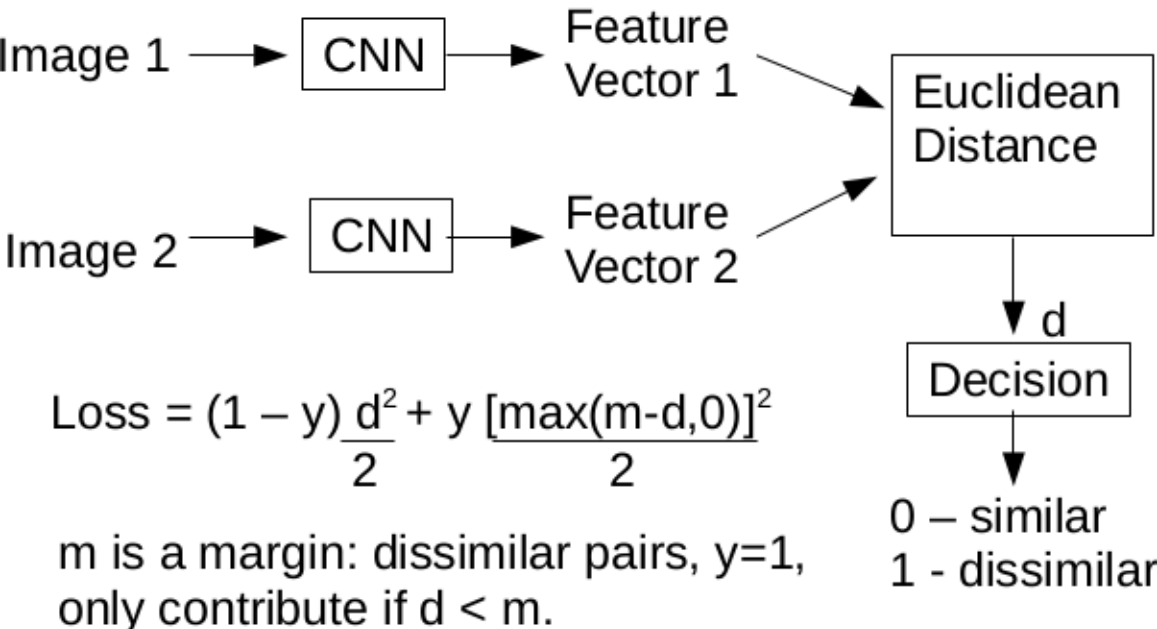 Image 1
CNN
Feature
Vector 1
Euclidean
Distance
Image 2
CNN
Feature
Vector 2
d
Decision
Loss = (1 – y) d² + y [max(m-d,0)]²
2 2
0 – similar
1 - dissimilar
m is a margin: dissimilar pairs, y=1,
only contribute if d < m.